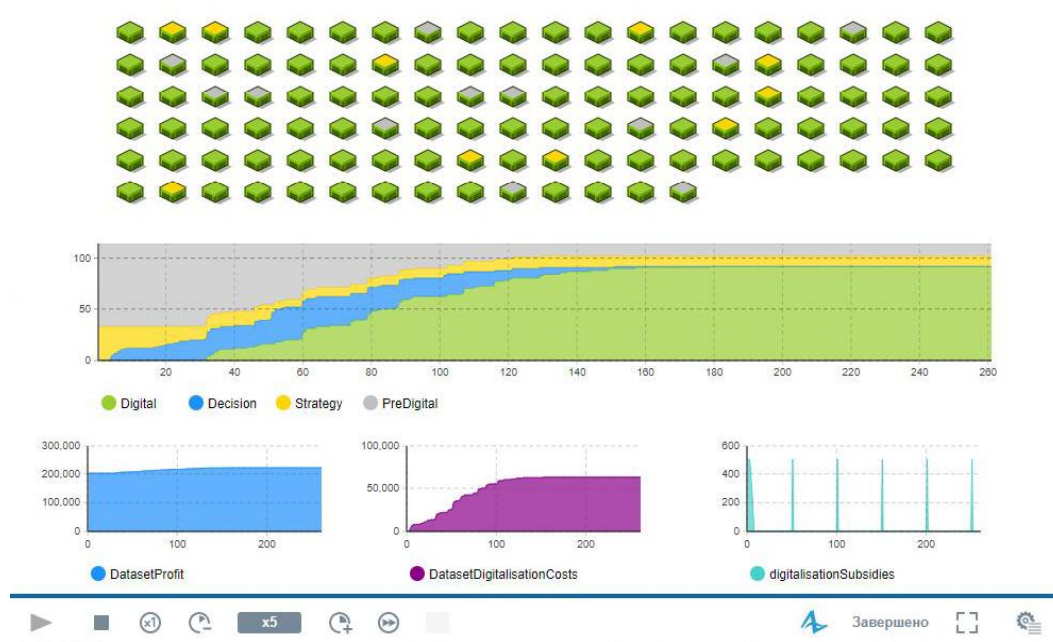 100
50
0
20 40 60 80 100 120 140 160 180 200 220 240 260
Digital Decision Strategy PreDigital
300,000 100,000 600
200,000 400
50,000
100,000 200
0 0 0
0 100 200 0 100 200 0 100 200
DatasetProfit DatasetDigitalisationCosts digitalisationSubsidies
x1 x5 Завершено